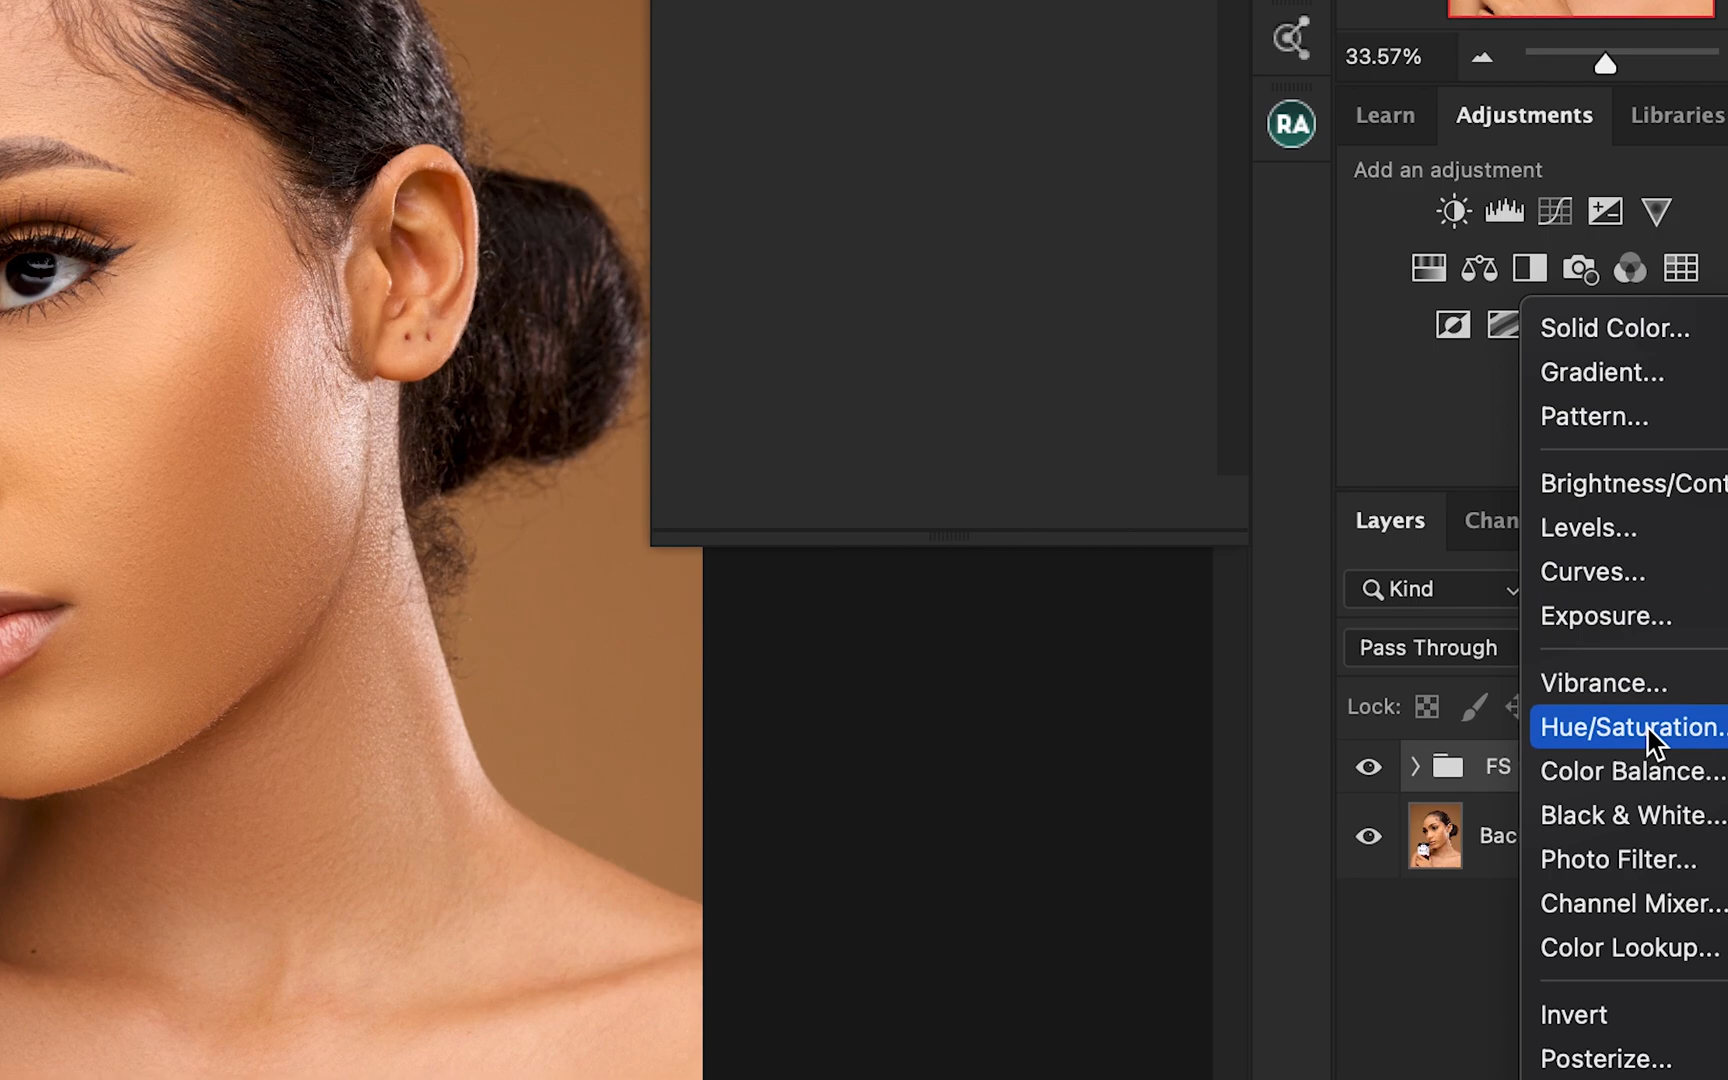 33.57%
RA
Learn
Adjustments
Libraries
Add an adjustment
Solid Color...
Gradient...
Pattern...
Brightness/Cont
Levels...
Layers
Chan
Curves...
Kind
Exposure...
Pass Through
Vibrance...
Lock:
Hue/Saturation..
FS
Color Balance...
Black & White...
Bac
Photo Filter...
Channel Mixer...
Color Lookup...
Invert
Posterize...